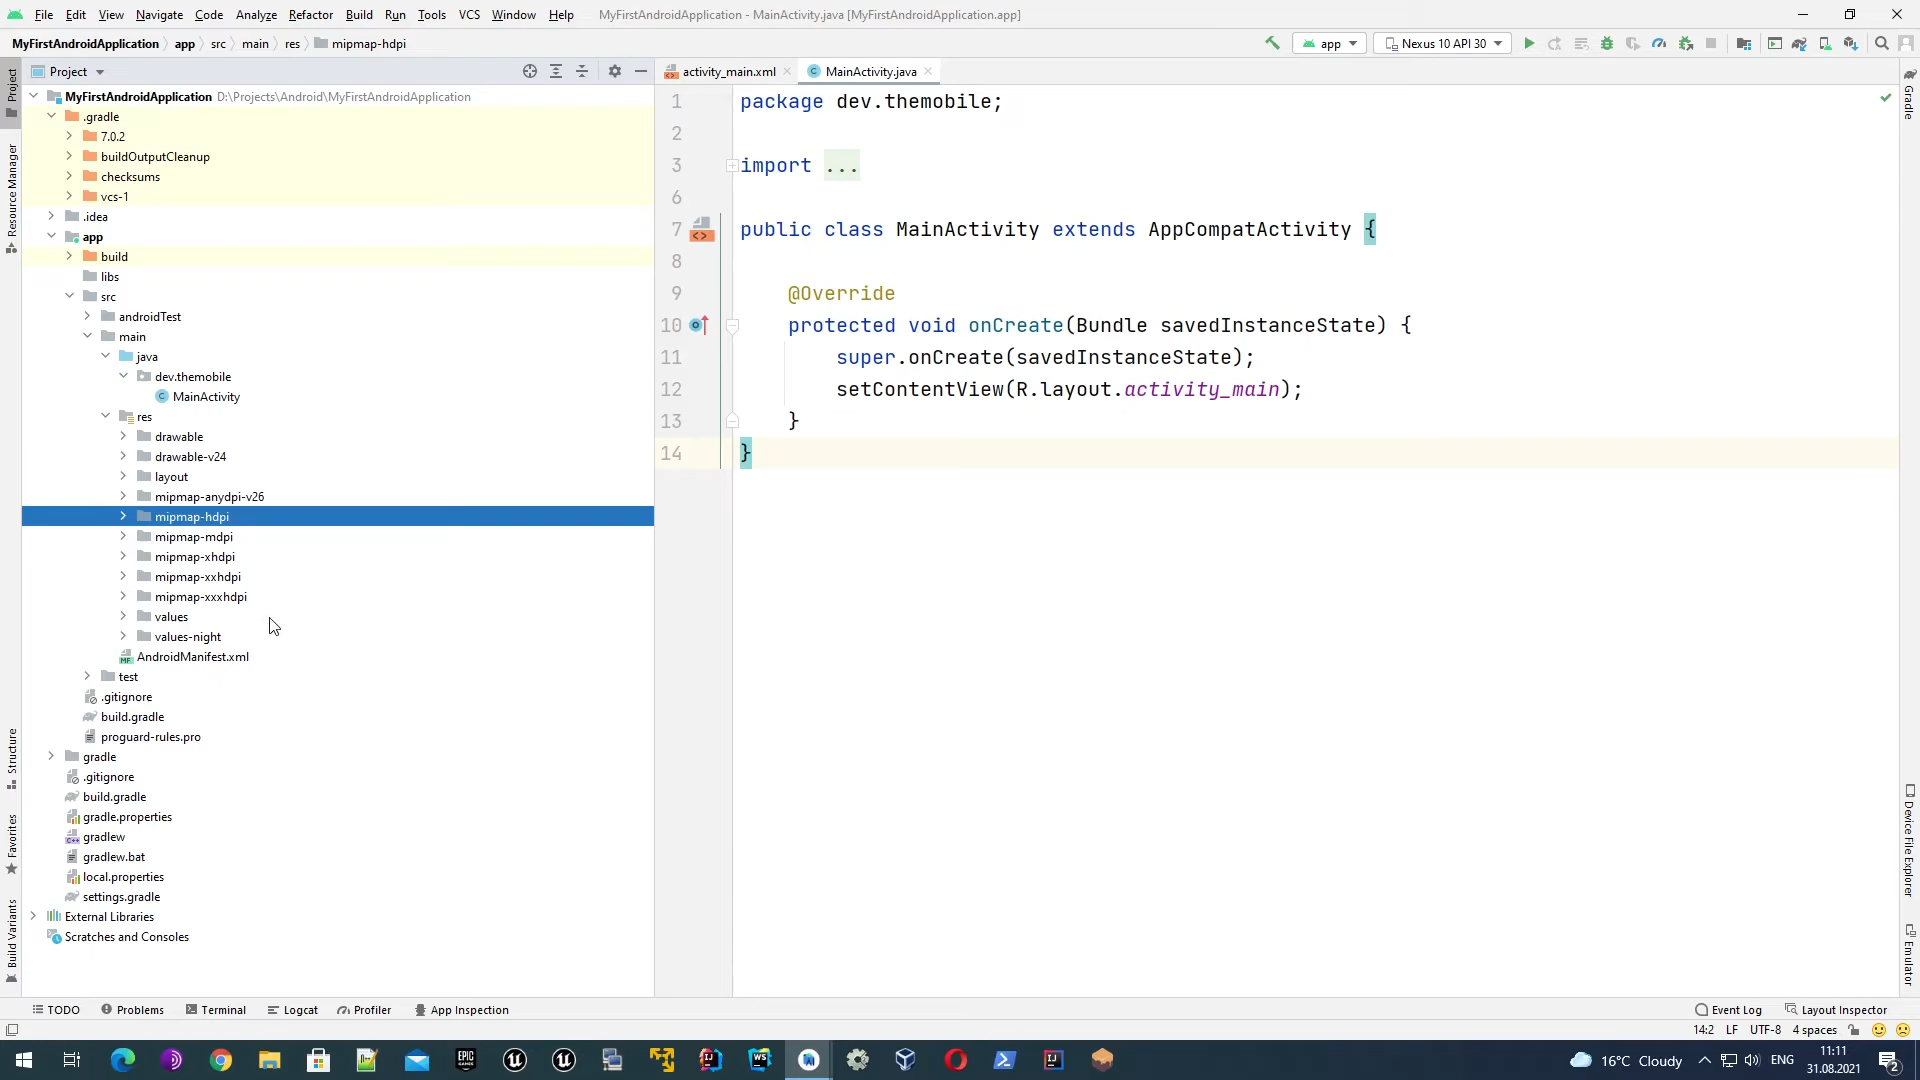 File Edit View Navigate Code Analyze Refactor Build Run Tools VCS Window Help MyFirstAndroidApplication - MainActivity.java [MyFirstAndroidApplication.app]
MyFirstAndroidApplication app src main res mipmap-hdpi app Nexus 10 API 30
Project
activity_main.xml MainActivity.java
MyFirstAndroidApplication D:\Projects\Android\MyFirstAndroidApplication
.gradle
7.0.2
buildOutputCleanup
checksums
vcs-1
.idea
app
build
libs
src
androidTest
main
java
dev.themobile
MainActivity
res
drawable
drawable-v24
layout
mipmap-anydpi-v26
mipmap-hdpi
mipmap-mdpi
mipmap-xhdpi
mipmap-xxhdpi
mipmap-xxxhdpi
values
values-night
AndroidManifest.xml
test
.gitignore
build.gradle
proguard-rules.pro
gradle
.gitignore
build.gradle
gradle.properties
gradlew
gradlew.bat
local.properties
settings.gradle
External Libraries
Scratches and Consoles
1 package dev.themobile;
2
3 import ...
6
7 public class MainActivity extends AppCompatActivity {
8
9 @Override
10 protected void onCreate(Bundle savedInstanceState) {
11 super.onCreate(savedInstanceState);
12 setContentView(R.layout.activity_main);
13 }
14 }
Project
Resource Manager
Structure
Favorites
Build Variants
Gradle
Device File Explorer
Emulator
TODO Problems Terminal Logcat Profiler App Inspection Event Log Layout Inspector
14:2 LF UTF-8 4 spaces
16°C Cloudy ENG 11:11
31.08.2021 2